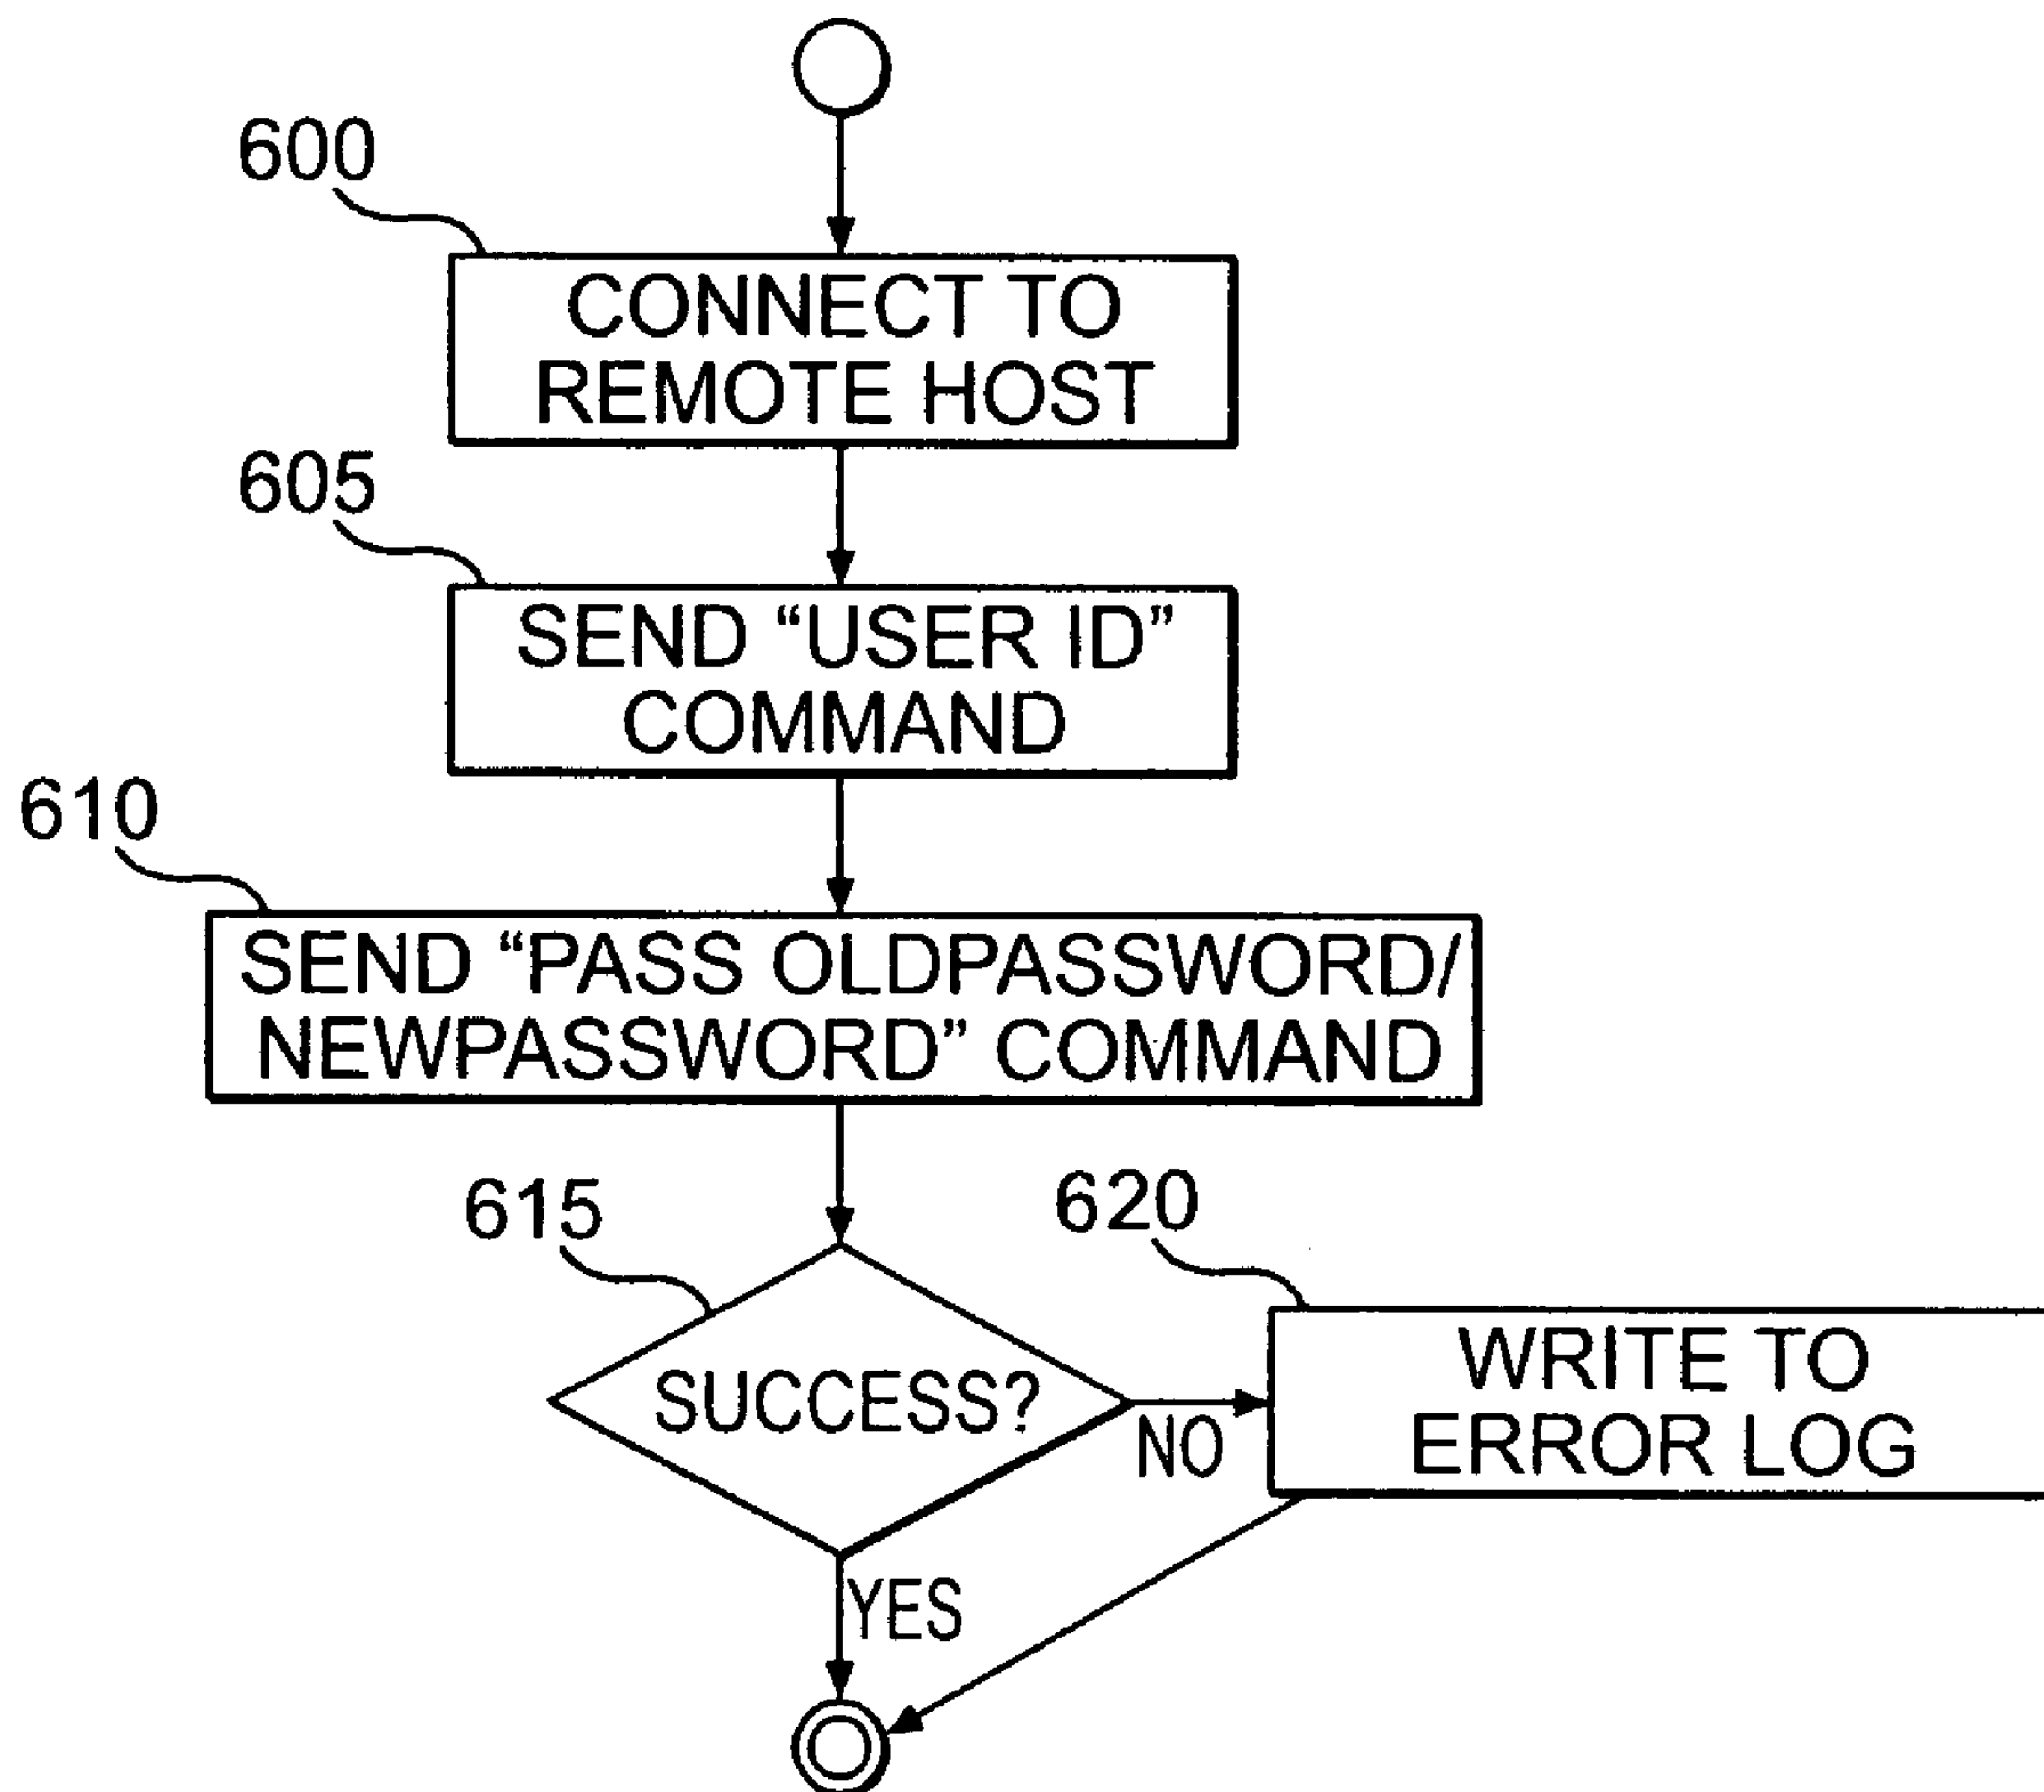 600
CONNECT TO
REMOTE HOST
605
SEND “USER ID”
COMMAND
610
SEND “PASS OLDPASSWORD/
NEWPASSWORD” COMMAND
615
620
SUCCESS?
NO
WRITE TO
ERROR LOG
YES